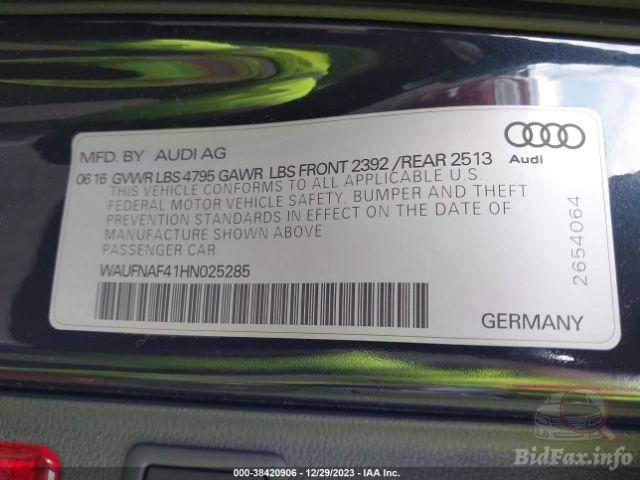 MFD. BY AUDI AG
Audi
0616 GVWR LBS 4795 GAWR LBS FRONT 2392 /REAR 2513
THIS VEHICLE CONFORMS TO ALL APPLICABLE U.S.
FEDERAL MOTOR VEHICLE SAFETY, BUMPER AND THEFT
PREVENTION STANDARDS IN EFFECT ON THE DATE OF
MANUFACTURE SHOWN ABOVE
PASSENGER CAR
WAUFNAF41HN025285
2654064
GERMANY
BidFax.info
000-38420906 - 12/29/2023 - IAA Inc.